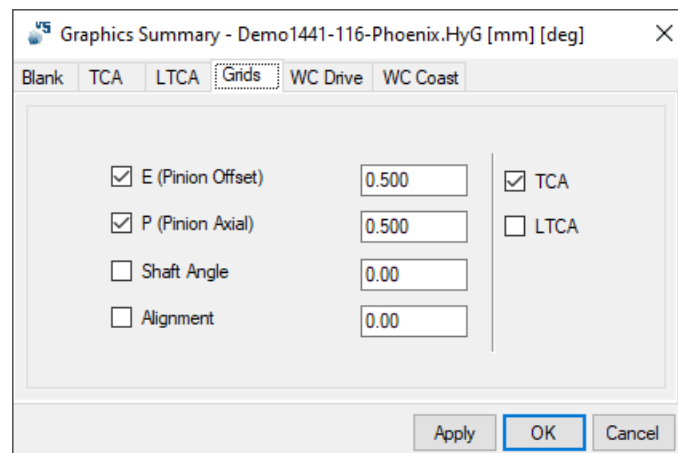 Graphics Summary - Demo1441-116-Phoenix.HyG [mm] [deg]
Blank TCA LTCA Grids WC Drive WC Coast
E (Pinion Offset) 0.500 TCA
P (Pinion Axial) 0.500 LTCA
Shaft Angle 0.00
Alignment 0.00
Apply OK Cancel